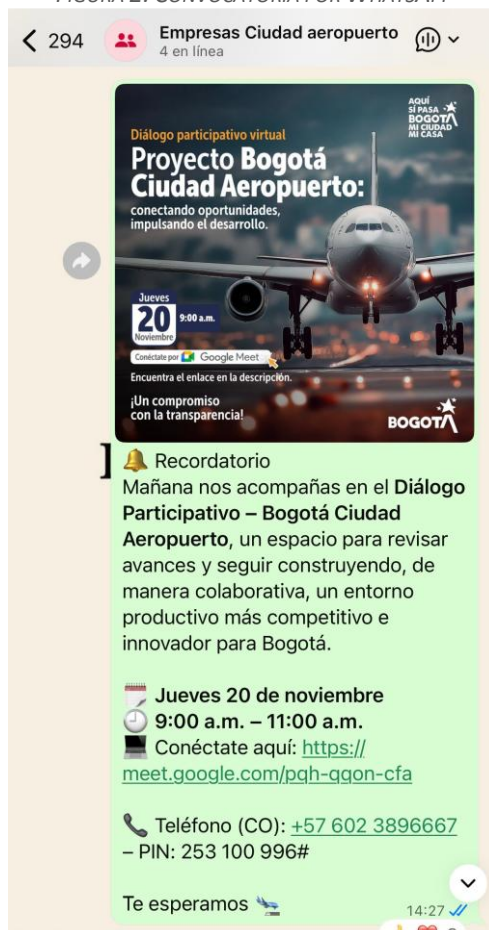 294
Empresas Ciudad aeropuerto
4 en línea
AQUÍ
SÍ PASA
BOGOTÁ
MI CIUDAD
MI CASA
Diálogo participativo virtual
Proyecto Bogotá
Ciudad Aeropuerto:
conectando oportunidades,
impulsando el desarrollo.
Jueves
20
Noviembre
9:00 a.m.
Conéctate por Google Meet
Encuentra el enlace en la descripción.
¡Un compromiso
con la transparencia!
BOGOTÁ
🔔 Recordatorio
Mañana nos acompañas en el Diálogo
Participativo – Bogotá Ciudad
Aeropuerto, un espacio para revisar
avances y seguir construyendo, de
manera colaborativa, un entorno
productivo más competitivo e
innovador para Bogotá.
🗓️ Jueves 20 de noviembre
🕘 9:00 a.m. – 11:00 a.m.
💻 Conéctate aquí: https://
meet.google.com/pqh-qqon-cfa
📞 Teléfono (CO): +57 602 3896667
– PIN: 253 100 996#
Te esperamos 🛬
14:27